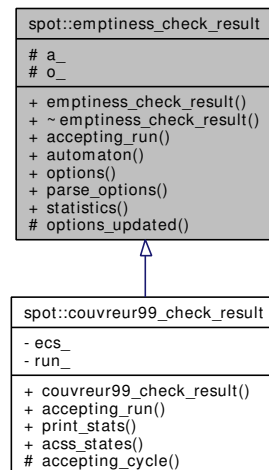 spot::emptiness_check_result
# a_
# o_
+ emptiness_check_result()
+ ~ emptiness_check_result()
+ accepting_run()
+ automaton()
+ options()
+ parse_options()
+ statistics()
# options_updated()
spot::couvreur99_check_result
- ecs_
- run_
+ couvreur99_check_result()
+ accepting_run()
+ print_stats()
+ acss_states()
# accepting_cycle()